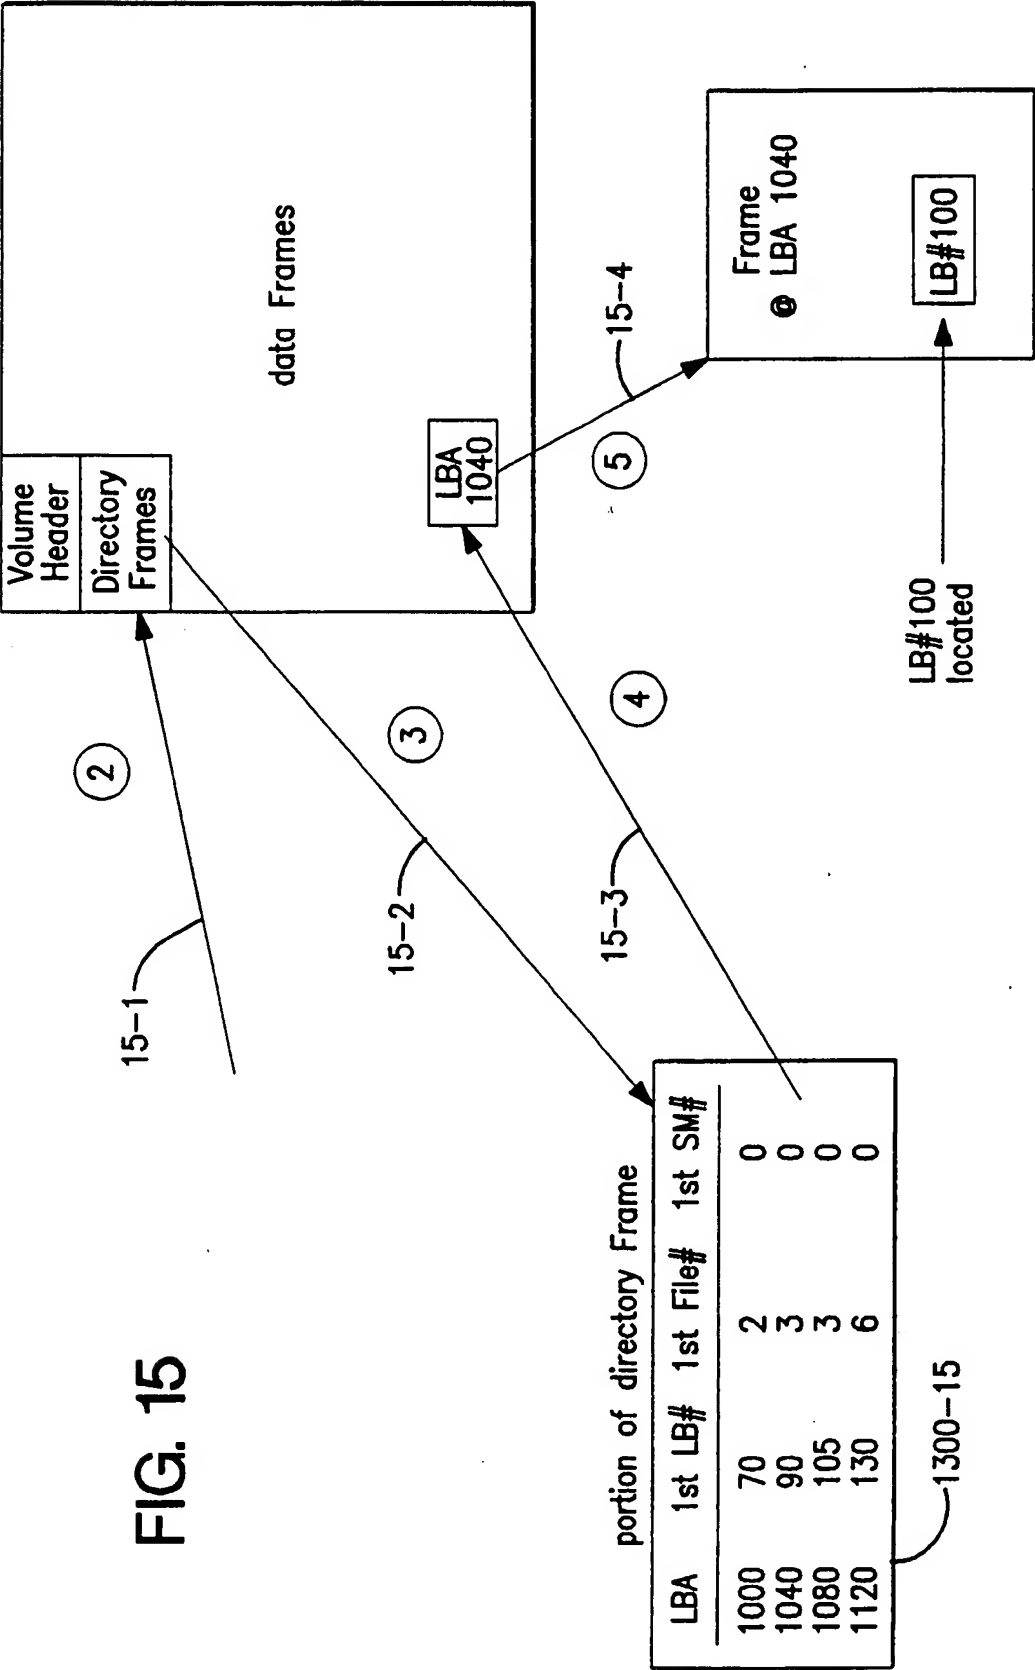 FIG. 15
Volume
Header
Directory
Frames
data Frames
LBA
1040
2
15-1
3
15-2
4
15-3
5
15-4
portion of directory Frame
LBA 1st LB# 1st File# 1st SM#
1000 70 2 0
1040 90 3 0
1080 105 3 0
1120 130 6 0
1300-15
Frame
@ LBA 1040
LB#100
LB#100
located